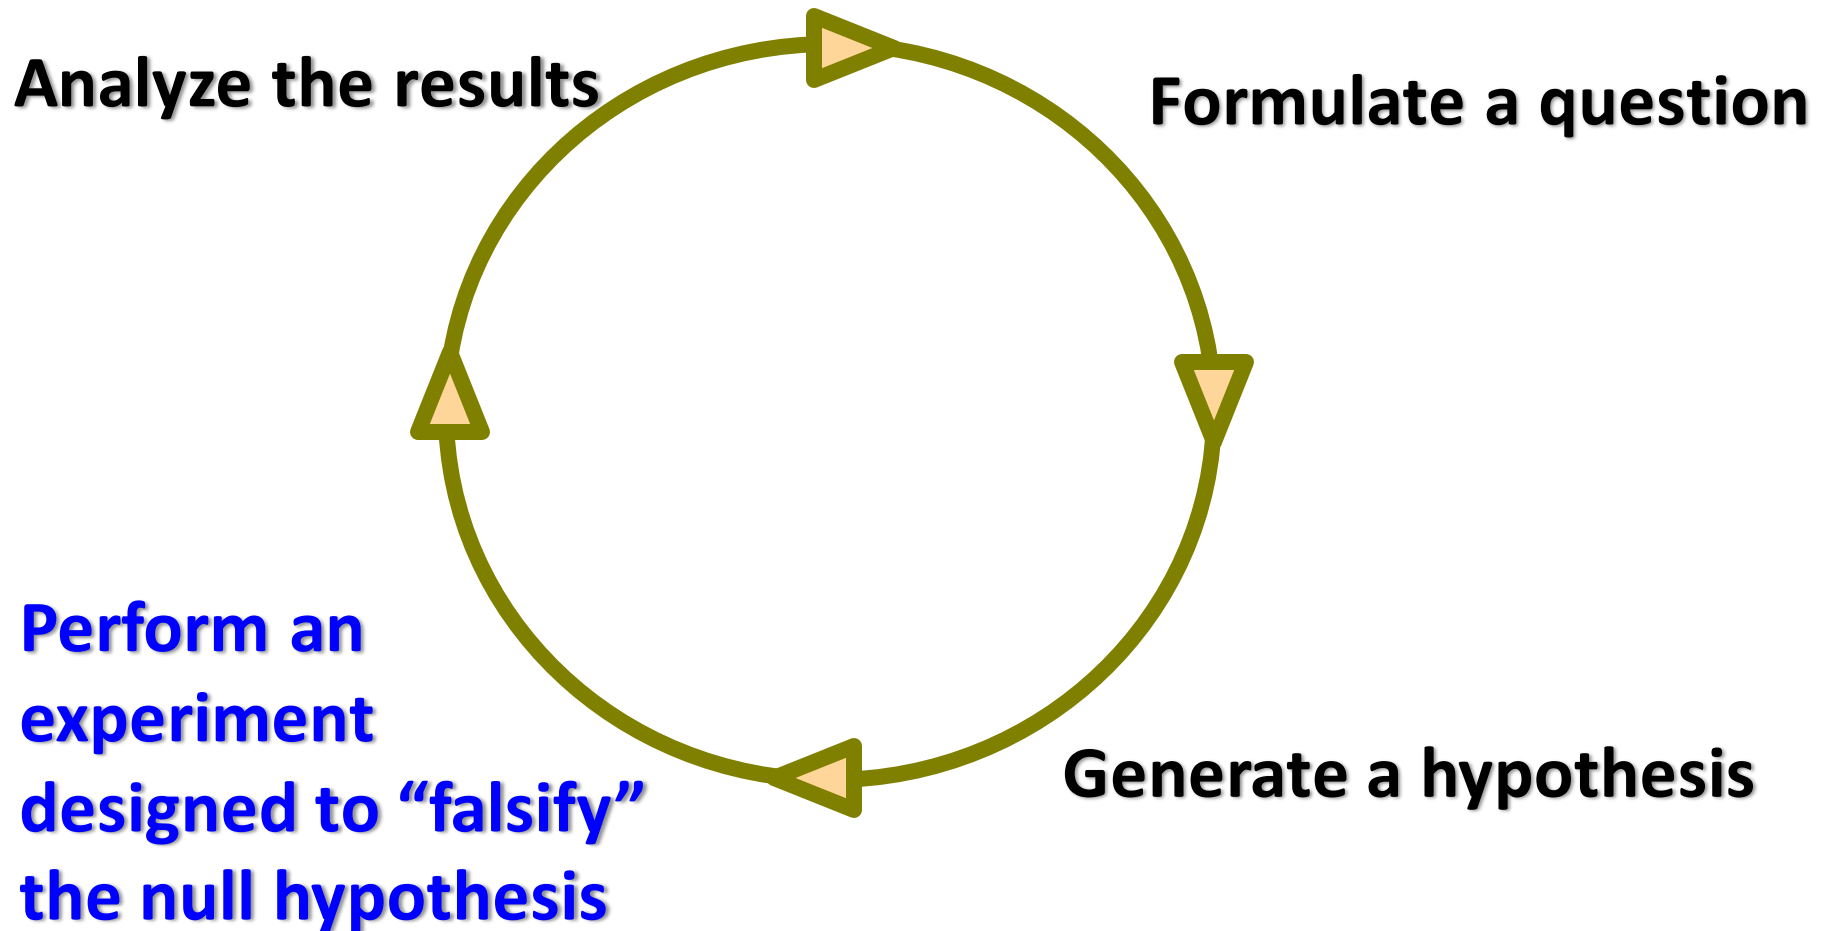 Analyze the results
Formulate a question
Generate a hypothesis
Perform an
experiment
designed to “falsify”
the null hypothesis